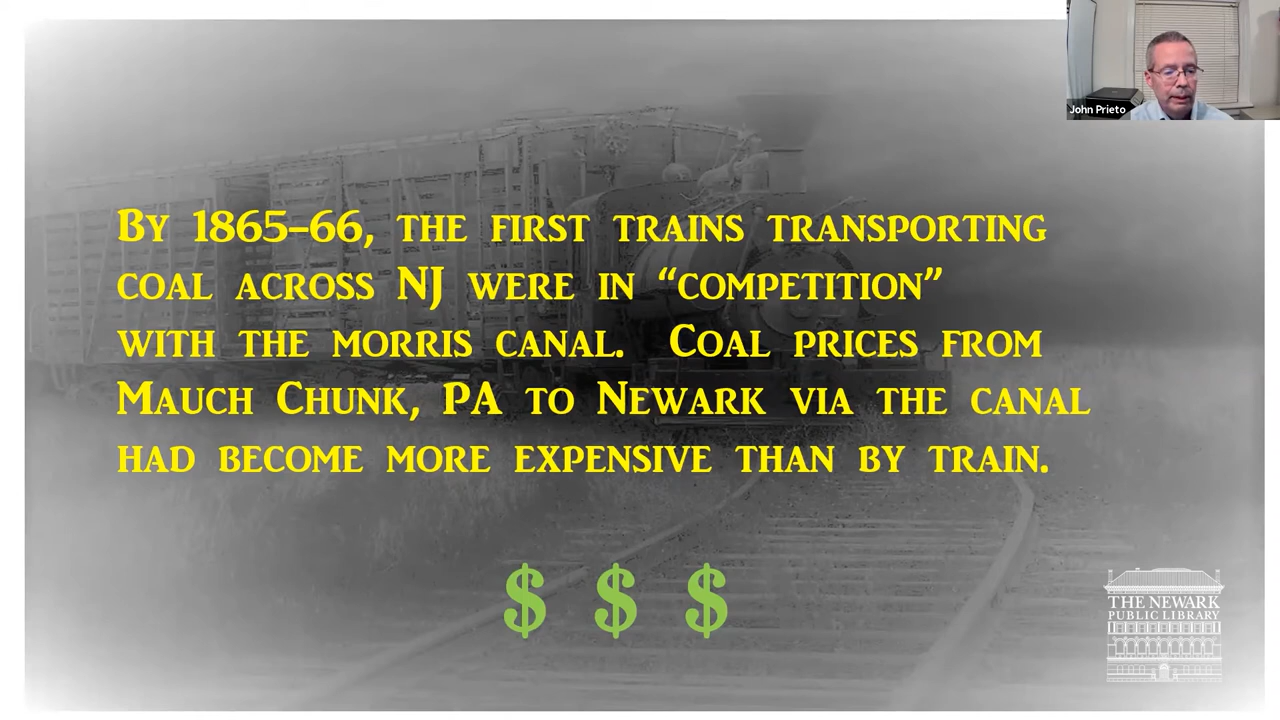 John Prieto
By 1865-66, the first trains transporting
coal across NJ were in “competition”
with the morris canal. Coal prices from
Mauch Chunk, PA to Newark via the canal
had become more expensive than by train.
$ $ $
THE NEWARK
PUBLIC LIBRARY